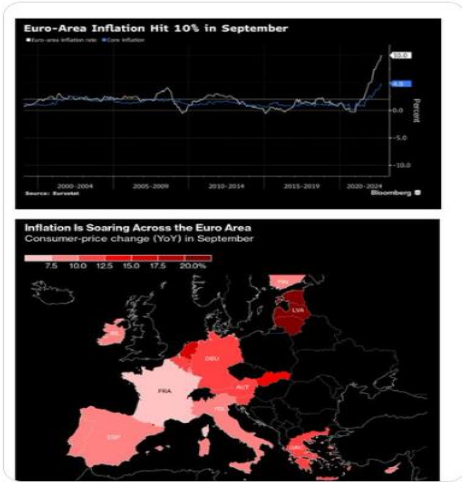 Euro-Area Inflation Hit 10% in September
Euro-area inflation rate Core inflation
10.0
4.8
0.0
-5.0
-10.0
Percent
2000-2004 2005-2009 2010-2014 2015-2019 2020-2024
Source: Eurostat Bloomberg
Inflation Is Soaring Across the Euro Area
Consumer-price change (YoY) in September
7.5 10.0 12.5 15.0 17.5 20.0%
FIN
LVA
DEU
FRA
AUT
ESP